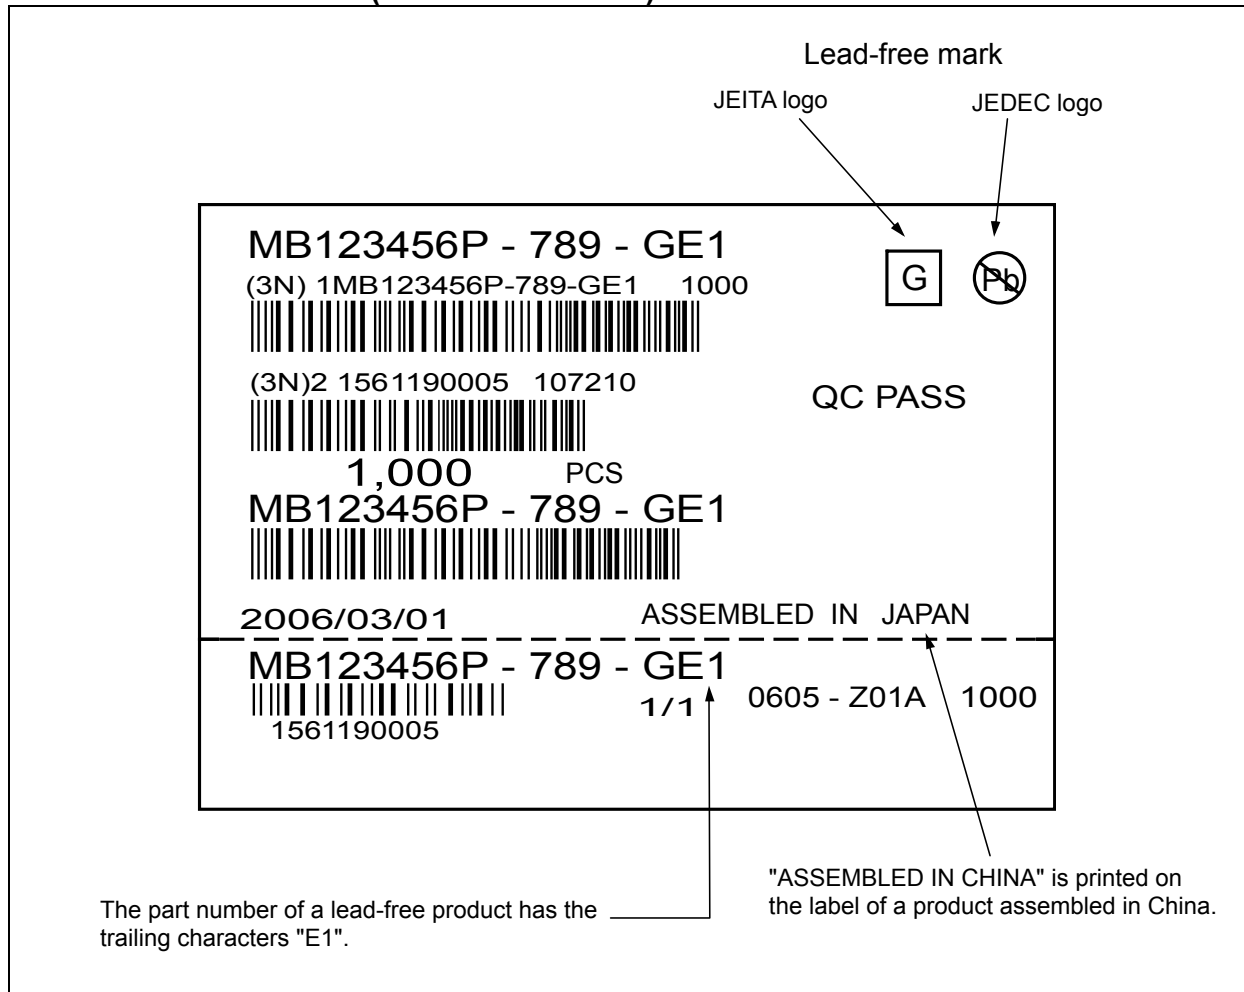 Lead-free mark
JEITA logo JEDEC logo
MB123456P - 789 - GE1
(3N) 1MB123456P-789-GE1 1000
G Pb
(3N)2 1561190005 107210
QC PASS
1,000 PCS
MB123456P - 789 - GE1
2006/03/01 ASSEMBLED IN JAPAN
MB123456P - 789 - GE1
1/1 0605 - Z01A 1000
1561190005
"ASSEMBLED IN CHINA" is printed on
the label of a product assembled in China.
The part number of a lead-free product has the
trailing characters "E1".